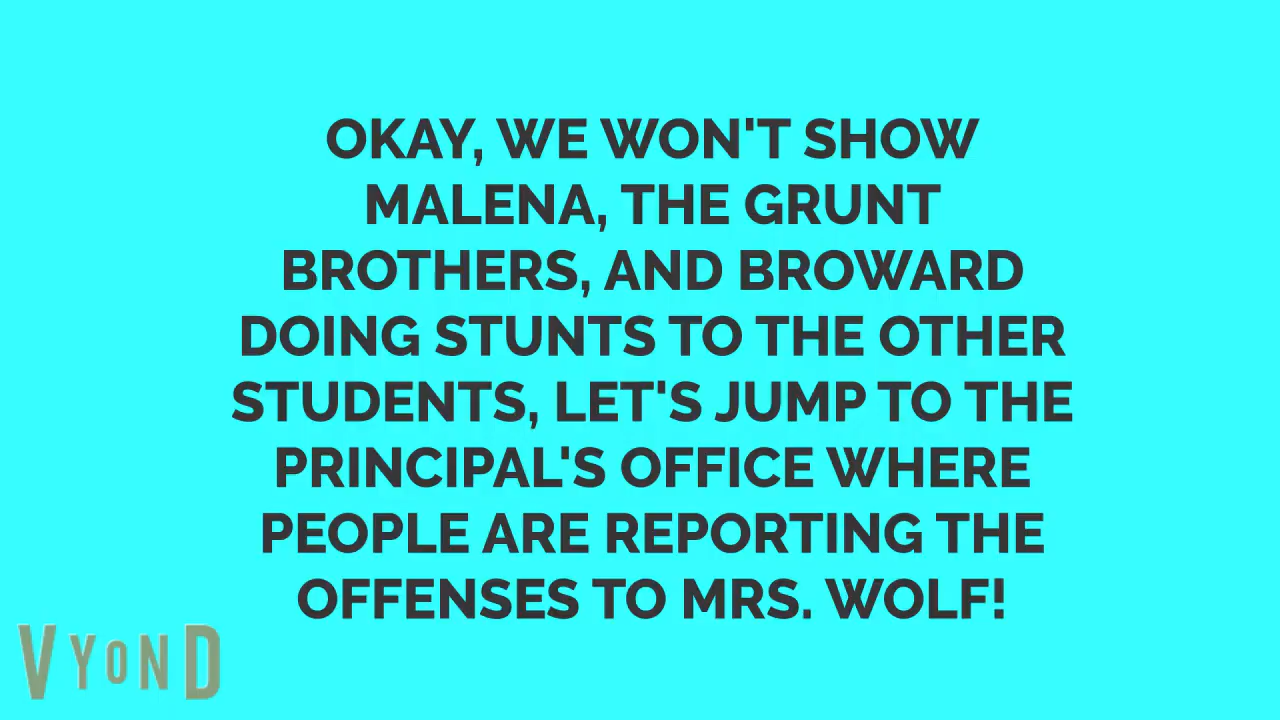 OKAY, WE WON'T SHOW
MALENA, THE GRUNT
BROTHERS, AND BROWARD
DOING STUNTS TO THE OTHER
STUDENTS, LET'S JUMP TO THE
PRINCIPAL'S OFFICE WHERE
PEOPLE ARE REPORTING THE
OFFENSES TO MRS. WOLF!
VYOND